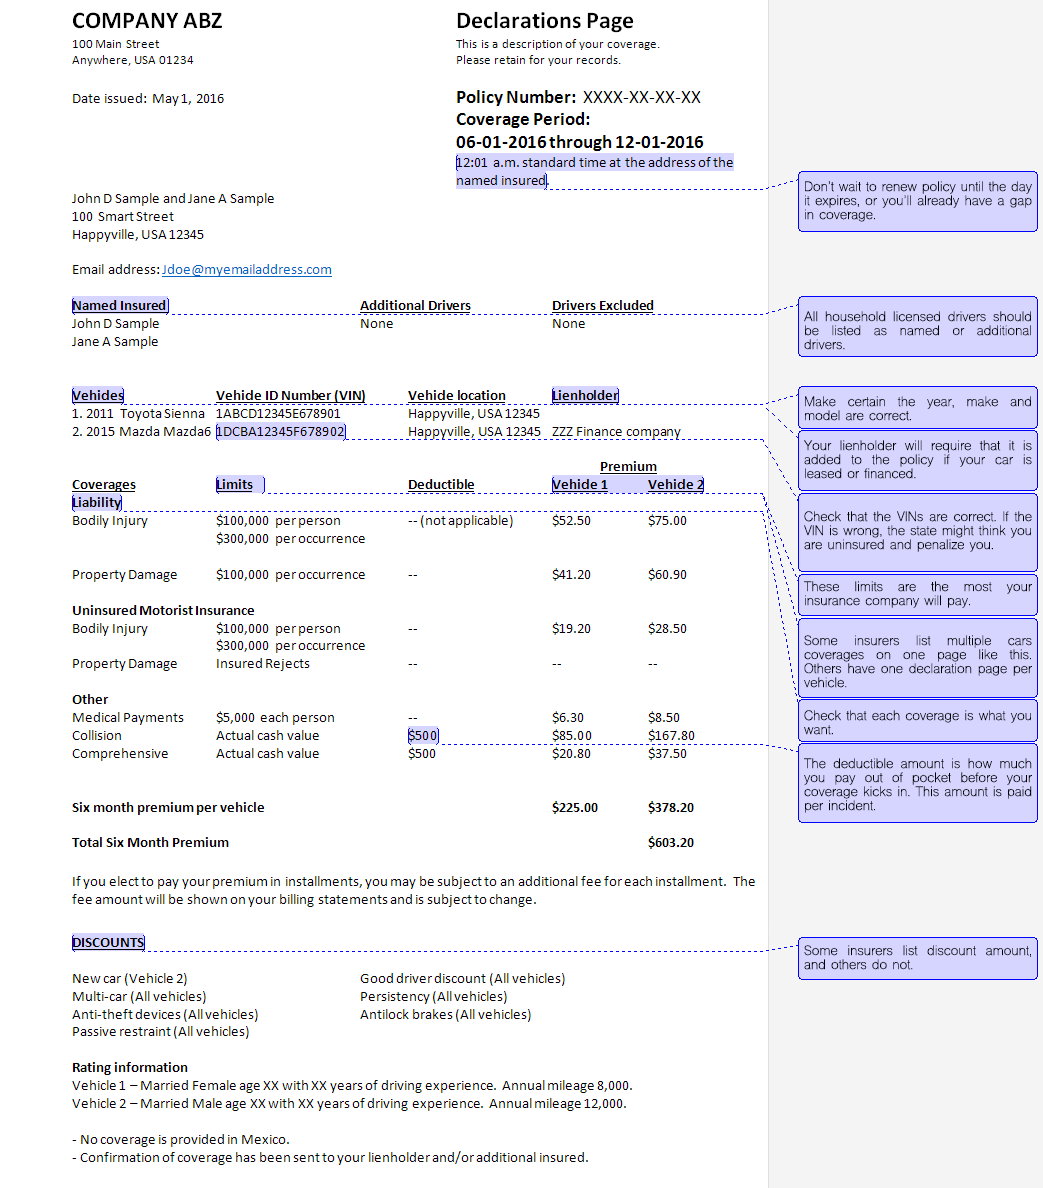 COMPANY ABZ
100 Main Street
Anywhere, USA 01234
Date issued: May 1, 2016
Declarations Page
This is a description of your coverage.
Please retain for your records.
Policy Number: XXXX-XX-XX-XX
Coverage Period:
06-01-2016 through 12-01-2016
12:01 a.m. standard time at the address of the
named insured.
Don't wait to renew policy until the day
it expires, or you'll already have a gap
in coverage.
John D Sample and Jane A Sample
100 Smart Street
Happyville, USA 12345
Email address: Jdoe@myemailaddress.com
Named Insured Additional Drivers Drivers Excluded
John D Sample None None
Jane A Sample
All household licensed drivers should
be listed as named or additional
drivers.
Vehicles Vehicle ID Number (VIN) Vehicle location Lienholder
1. 2011 Toyota Sienna 1ABCD12345E678901 Happyville, USA 12345
2. 2015 Mazda Mazda6 1DCBA12345F678902 Happyville, USA 12345 ZZZ Finance company
Make certain the year, make and
model are correct.
Your lienholder will require that it is
added to the policy if your car is
leased or financed.
Check that the VINs are correct. If the
VIN is wrong, the state might think you
are uninsured and penalize you.
These limits are the most your
insurance company will pay.
Some insurers list multiple cars
coverages on one page like this.
Others have one declaration page per
vehicle.
Check that each coverage is what you
want.
The deductible amount is how much
you pay out of pocket before your
coverage kicks in. This amount is paid
per incident.
Premium
Coverages Limits Deductible Vehicle 1 Vehicle 2
Liability
Bodily Injury $100,000 per person -- (not applicable) $52.50 $75.00
$300,000 per occurrence
Property Damage $100,000 per occurrence -- $41.20 $60.90
Uninsured Motorist Insurance
Bodily Injury $100,000 per person -- $19.20 $28.50
$300,000 per occurrence
Property Damage Insured Rejects -- -- --
Other
Medical Payments $5,000 each person -- $6.30 $8.50
Collision Actual cash value $500 $85.00 $167.80
Comprehensive Actual cash value $500 $20.80 $37.50
Six month premium per vehicle $225.00 $378.20
Total Six Month Premium $603.20
If you elect to pay your premium in installments, you may be subject to an additional fee for each installment. The
fee amount will be shown on your billing statements and is subject to change.
DISCOUNTS
Some insurers list discount amount,
and others do not.
New car (Vehicle 2) Good driver discount (All vehicles)
Multi-car (All vehicles) Persistency (All vehicles)
Anti-theft devices (All vehicles) Antilock brakes (All vehicles)
Passive restraint (All vehicles)
Rating information
Vehicle 1 – Married Female age XX with XX years of driving experience. Annual mileage 8,000.
Vehicle 2 – Married Male age XX with XX years of driving experience. Annual mileage 12,000.
- No coverage is provided in Mexico.
- Confirmation of coverage has been sent to your lienholder and/or additional insured.